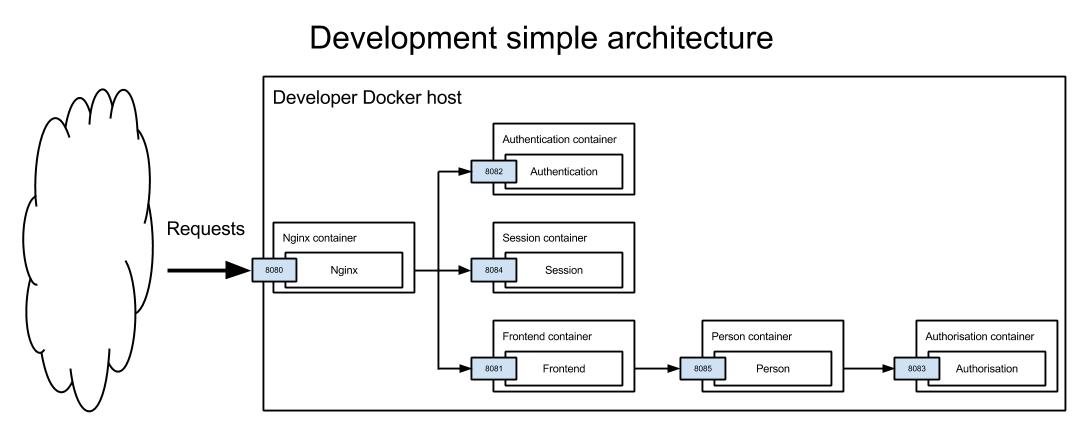 Development simple architecture
Developer Docker host
Authentication container
8082
Authentication
Requests
Nginx container
8080
Nginx
Session container
8084
Session
Frontend container
8081
Frontend
Person container
8085
Person
Authorisation container
8083
Authorisation